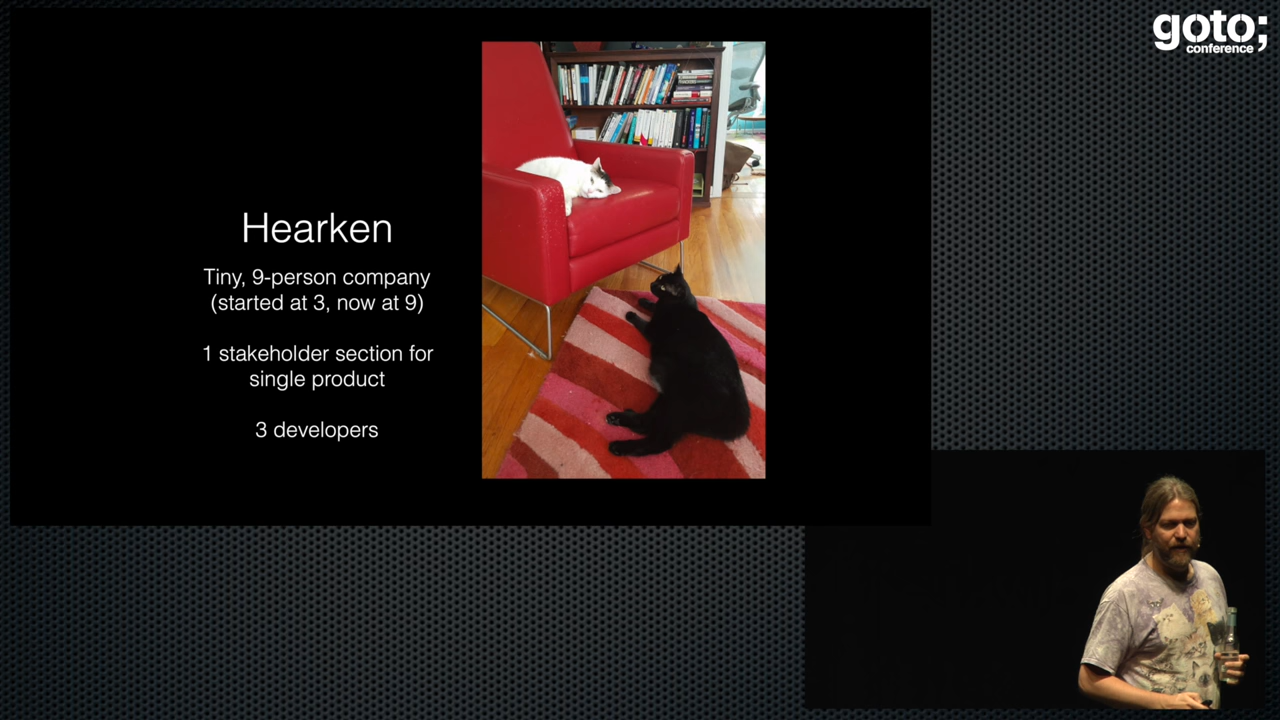 goto;
conference
Hearken
Tiny, 9-person company
(started at 3, now at 9)
1 stakeholder section for
single product
3 developers